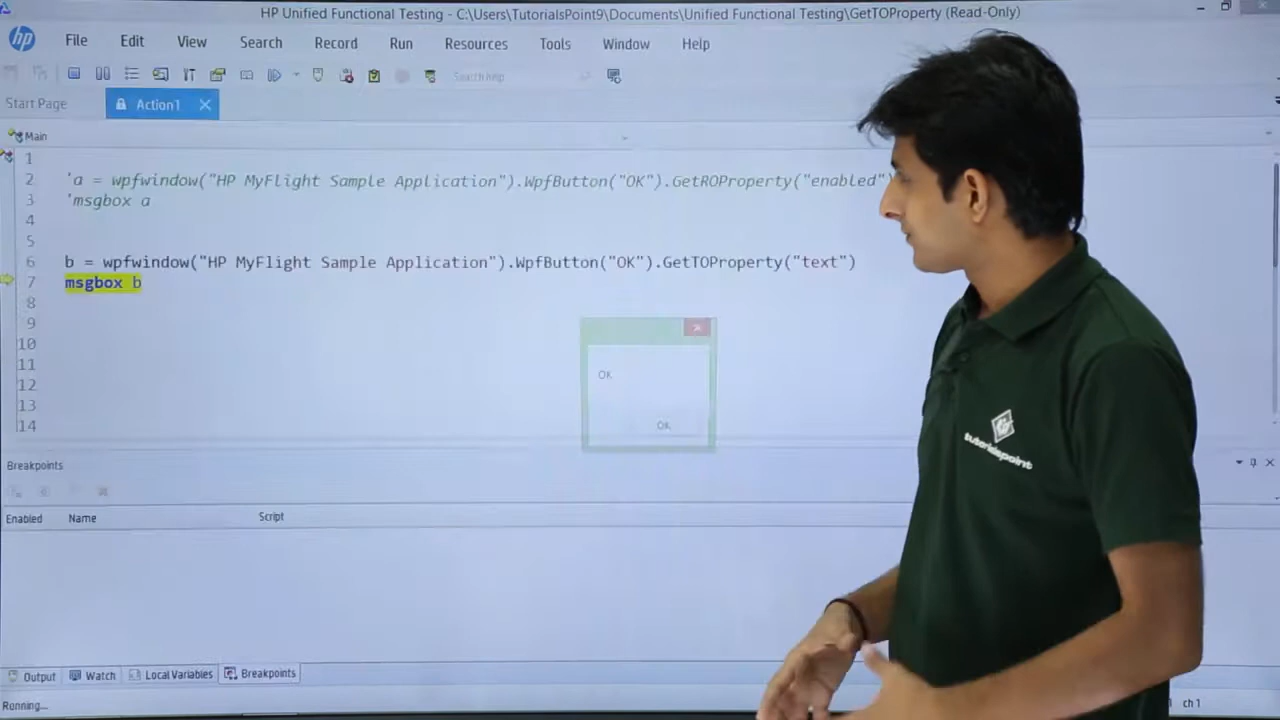 HP Unified Functional Testing - C:\Users\TutorialsPoint9\Documents\Unified Functional Testing\GetTOProperty (Read-Only)
hp
File Edit View Search Record Run Resources Tools Window Help
Search help
Start Page Action1
Main
1
2 'a = wpfwindow("HP MyFlight Sample Application").WpfButton("OK").GetROProperty("enabled")
3 'msgbox a
4
5
6 b = wpfwindow("HP MyFlight Sample Application").WpfButton("OK").GetTOProperty("text")
7 msgbox b
8
9
10
11
12
13
14
OK
OK
tutorialspoint
Breakpoints
Enabled Name Script
Output Watch Local Variables Breakpoints
Running...
ch 1